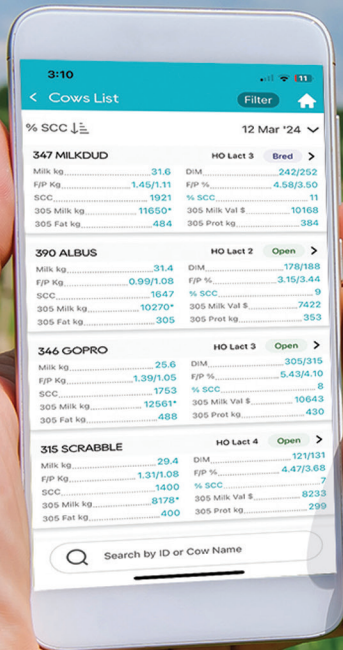 3:10
11
Cows List
Filter
% SCC
12 Mar '24
347 MILKDUD HO Lact 3 Bred
Milk kg 31.6 DIM 242/252
F/P Kg 1.45/1.11 F/P % 4.58/3.50
SCC 1921 % SCC 11
305 Milk kg 11650* 305 Milk Val $ 10168
305 Fat kg 484 305 Prot kg 384
390 ALBUS HO Lact 2 Open
Milk kg 31.4 DIM 178/188
F/P Kg 0.99/1.08 F/P % 3.15/3.44
SCC 1647 % SCC 9
305 Milk kg 10270* 305 Milk Val $ 7422
305 Fat kg 305 305 Prot kg 353
346 GOPRO HO Lact 3 Open
Milk kg 25.6 DIM 305/315
F/P Kg 1.39/1.05 F/P % 5.43/4.10
SCC 1753 % SCC 8
305 Milk kg 12561* 305 Milk Val $ 10643
305 Fat kg 488 305 Prot kg 430
315 SCRABBLE HO Lact 4 Open
Milk kg 29.4 DIM 121/131
F/P Kg 1.31/1.08 F/P % 4.47/3.68
SCC 1400 % SCC 7
305 Milk kg 8178* 305 Milk Val $ 8233
305 Fat kg 400 305 Prot kg 299
Search by ID or Cow Name